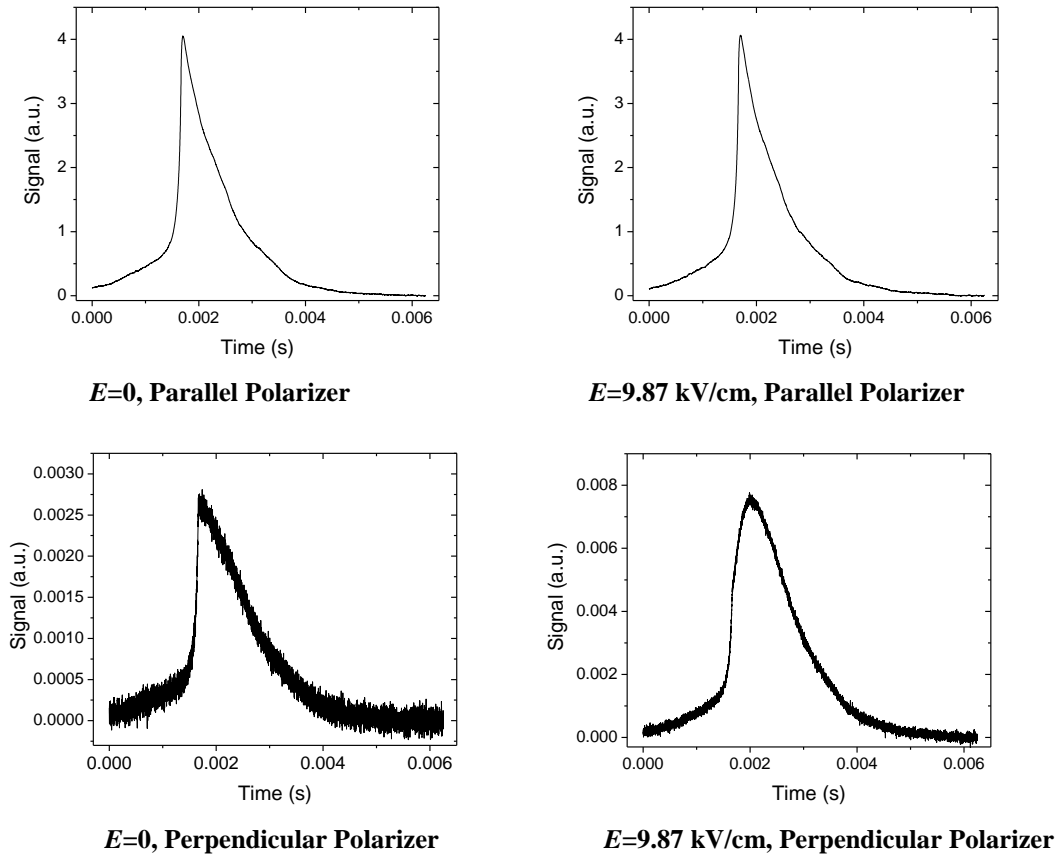 4
3
2
1
0
Signal (a.u.)
0.000 0.002 0.004 0.006
Time (s)
E=0, Parallel Polarizer
4
3
2
1
0
Signal (a.u.)
0.000 0.002 0.004 0.006
Time (s)
E=9.87 kV/cm, Parallel Polarizer
0.0030
0.0025
0.0020
0.0015
0.0010
0.0005
0.0000
Signal (a.u.)
0.000 0.002 0.004 0.006
Time (s)
E=0, Perpendicular Polarizer
0.008
0.006
0.004
0.002
0.000
Signal (a.u.)
0.000 0.002 0.004 0.006
Time (s)
E=9.87 kV/cm, Perpendicular Polarizer